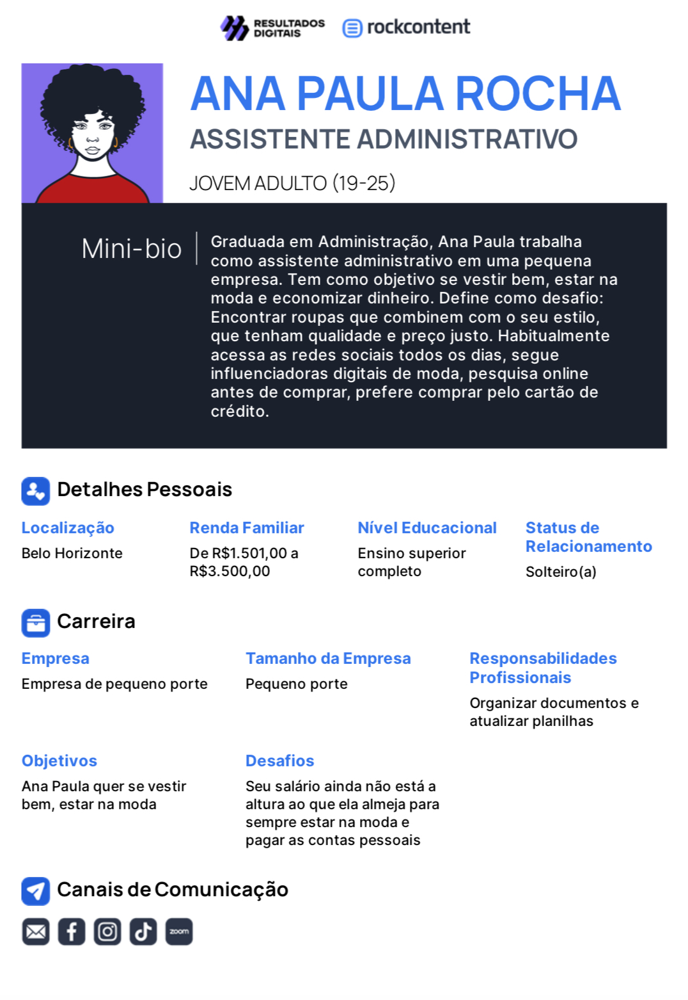 RESULTADOS
DIGITAIS
rockcontent
ANA PAULA ROCHA
ASSISTENTE ADMINISTRATIVO
JOVEM ADULTO (19-25)
Mini-bio
Graduada em Administração, Ana Paula trabalha
como assistente administrativo em uma pequena
empresa. Tem como objetivo se vestir bem, estar na
moda e economizar dinheiro. Define como desafio:
Encontrar roupas que combinem com o seu estilo,
que tenham qualidade e preço justo. Habitualmente
acessa as redes sociais todos os dias, segue
influenciadoras digitais de moda, pesquisa online
antes de comprar, prefere comprar pelo cartão de
crédito.
Detalhes Pessoais
Localização
Belo Horizonte
Renda Familiar
De R$1.501,00 a
R$3.500,00
Nível Educacional
Ensino superior
completo
Status de
Relacionamento
Solteiro(a)
Carreira
Empresa
Empresa de pequeno porte
Tamanho da Empresa
Pequeno porte
Responsabilidades
Profissionais
Organizar documentos e
atualizar planilhas
Objetivos
Ana Paula quer se vestir
bem, estar na moda
Desafios
Seu salário ainda não está a
altura ao que ela almeja para
sempre estar na moda e
pagar as contas pessoais
Canais de Comunicação
zoom